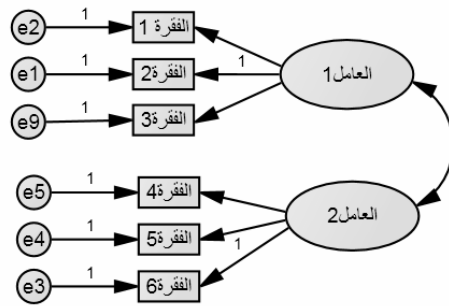 e2 1 الفقرة 1
e1 1 الفقرة2 1 العامل1
e9 1 الفقرة3
e5 1 الفقرة4
e4 1 الفقرة5 العامل2
e3 1 الفقرة6 1